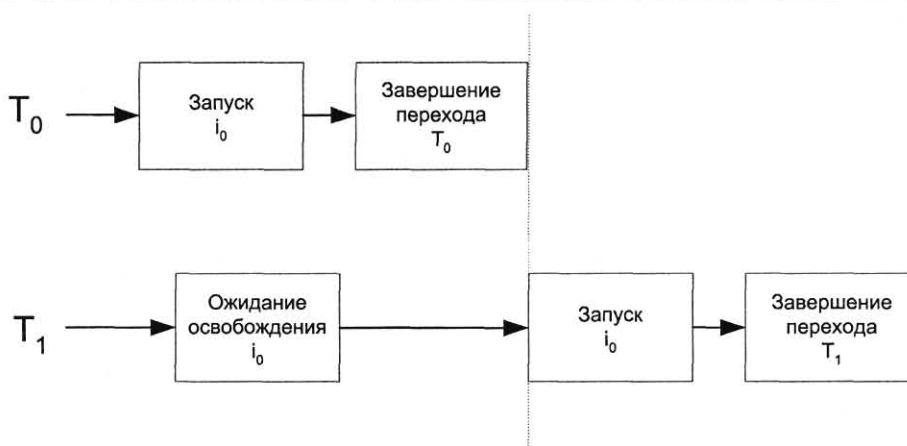 T₀
Запуск
i₀
Завершение
перехода
T₀
T₁
Ожидание
освобождения
i₀
Запуск
i₀
Завершение
перехода
T₁